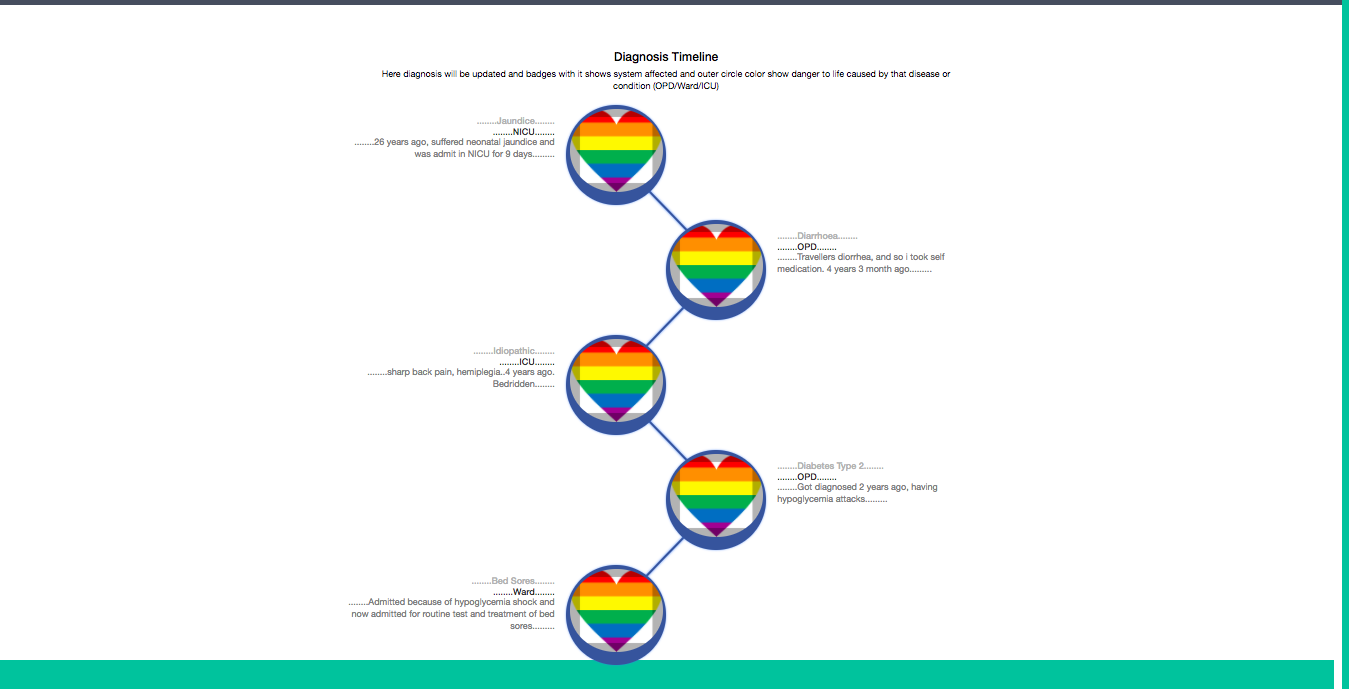 Diagnosis Timeline
Here diagnosis will be updated and badges with it shows system affected and outer circle color show danger to life caused by that disease or
condition (OPD/Ward/ICU)
........Jaundice........
........NICU........
........26 years ago, suffered neonatal jaundice and
was admit in NICU for 9 days.........
........Diarrhoea........
........OPD........
........Travellers diorrhea, and so i took self
medication. 4 years 3 month ago.........
........Idiopathic........
........ICU........
........sharp back pain, hemiplegia..4 years ago.
Bedridden........
........Diabetes Type 2........
........OPD........
........Got diagnosed 2 years ago, having
hypoglycemia attacks.........
........Bed Sores........
........Ward........
........Admitted because of hypoglycemia shock and
now admitted for routine test and treatment of bed
sores.........